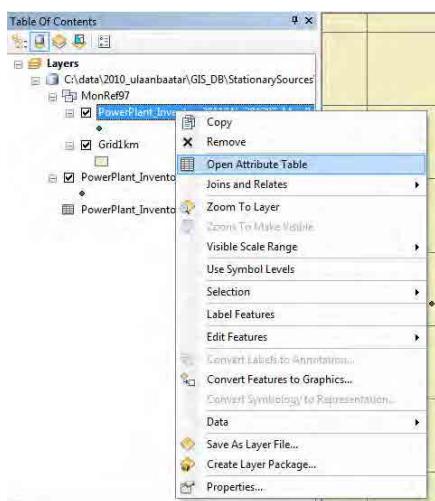 Table Of Contents
Layers
C:\data\2010_ulaanbaatar\GIS_DB\StationarySources
MonRef97
Grid1km
PowerPlant_Invento
PowerPlant_Invento
Copy
Remove
Open Attribute Table
Joins and Relates
Zoom To Layer
Zoom To Make Visible
Visible Scale Range
Use Symbol Levels
Selection
Label Features
Edit Features
Convert Labels to Annotation...
Convert Features to Graphics...
Convert Symbology to Representation...
Data
Save As Layer File...
Create Layer Package...
Properties...